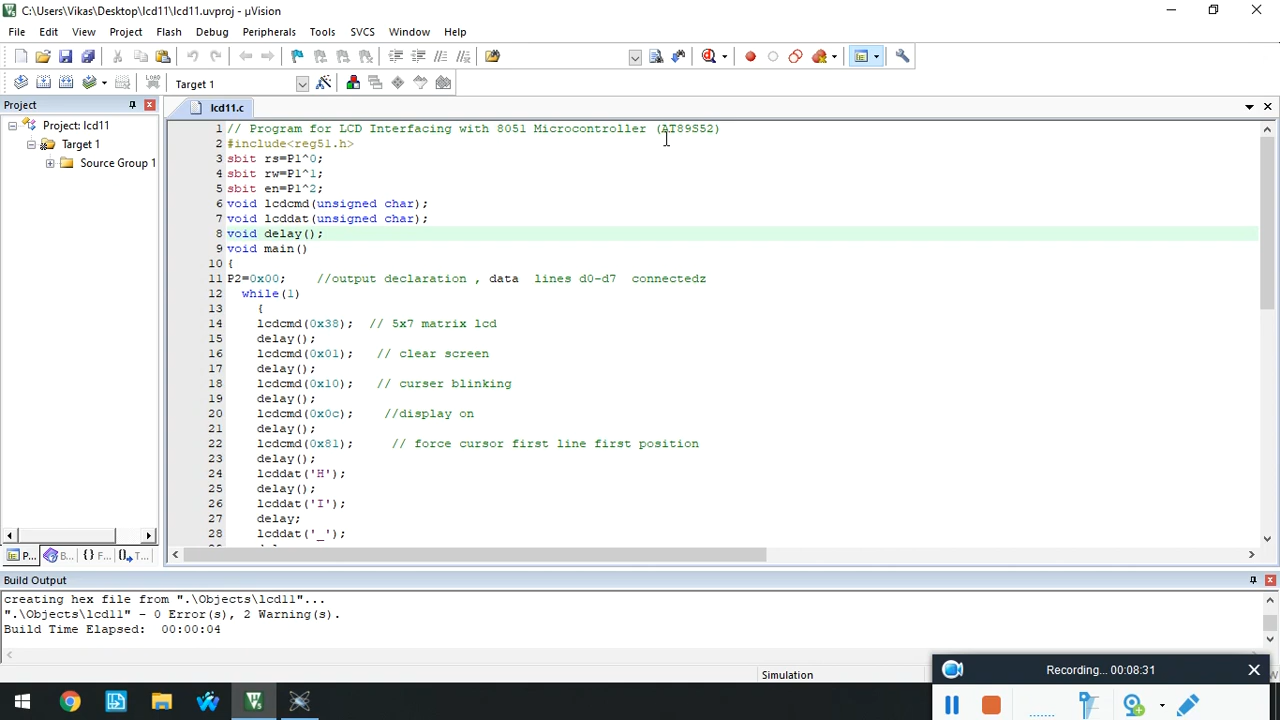 C:\Users\Vikas\Desktop\lcd11\lcd11.uvproj - µVision
File Edit View Project Flash Debug Peripherals Tools SVCS Window Help
LOAD Target 1
Project
lcd11.c
Project: lcd11
Target 1
Source Group 1
1 // Program for LCD Interfacing with 8051 Microcontroller (AT89S52)
2 #include<reg51.h>
3 sbit rs=P1^0;
4 sbit rw=P1^1;
5 sbit en=P1^2;
6 void lcdcmd(unsigned char);
7 void lcddat(unsigned char);
8 void delay();
9 void main()
10 {
11 P2=0x00; //output declaration , data lines d0-d7 connectedz
12 while(1)
13 {
14 lcdcmd(0x38); // 5x7 matrix lcd
15 delay();
16 lcdcmd(0x01); // clear screen
17 delay();
18 lcdcmd(0x10); // curser blinking
19 delay();
20 lcdcmd(0x0c); //display on
21 delay();
22 lcdcmd(0x81); // force cursor first line first position
23 delay();
24 lcddat('H');
25 delay();
26 lcddat('I');
27 delay;
28 lcddat('_');
P... B... {} F... T...
Build Output
creating hex file from ".\Objects\lcd11"...
".\Objects\lcd11" - 0 Error(s), 2 Warning(s).
Build Time Elapsed: 00:00:04
Simulation
Recording... 00:08:31